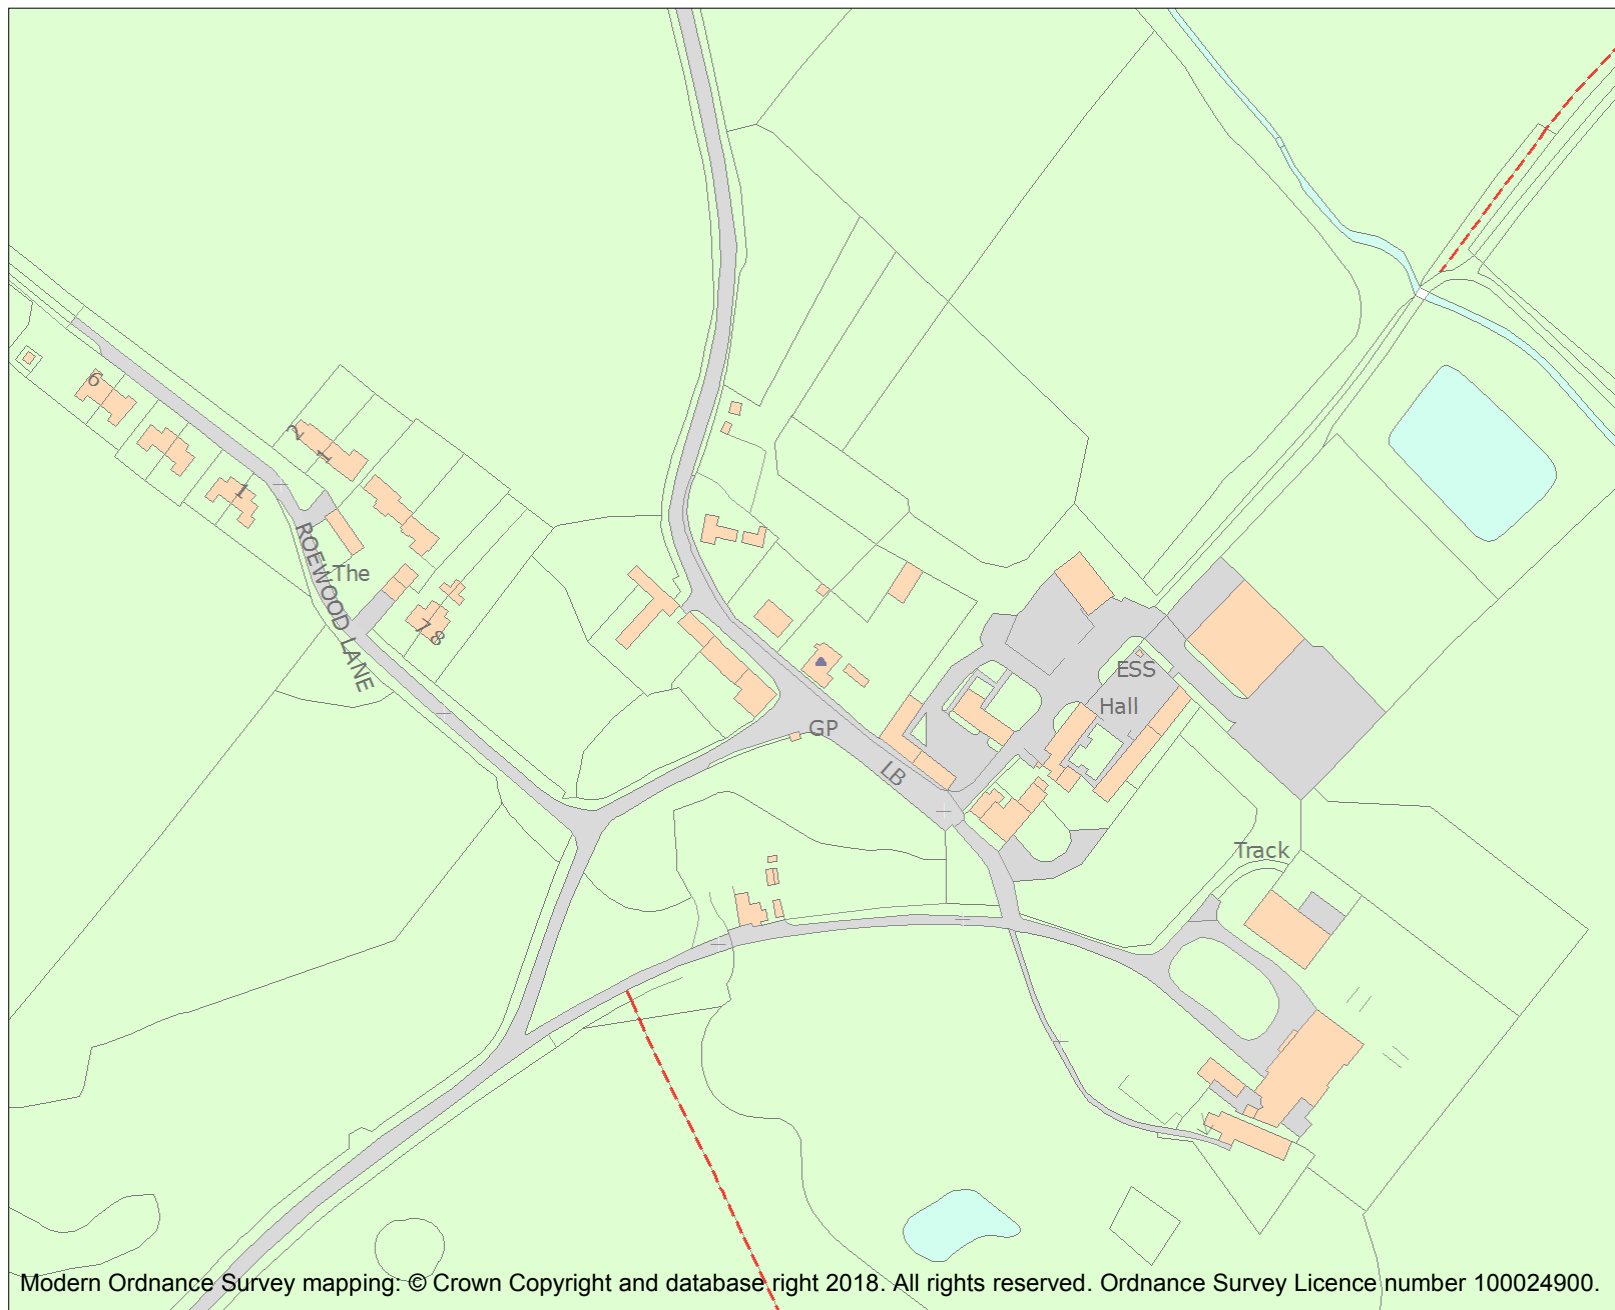 6
2
1
1
ROEWOOD LANE
The
7
8
ESS
Hall
GP
LB
Track
Modern Ordnance Survey mapping: © Crown Copyright and database right 2018. All rights reserved. Ordnance Survey Licence number 100024900.